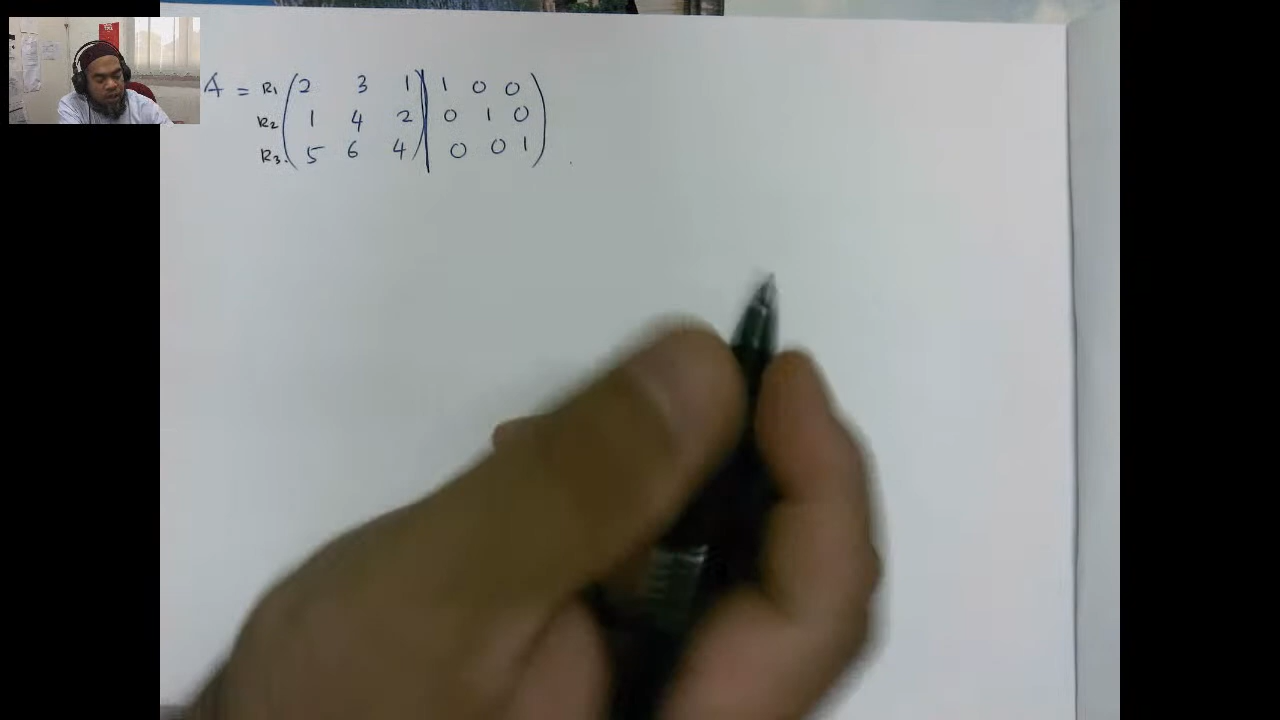 A = R1 ( 2 3 1 | 1 0 0 )
R2 ( 1 4 2 | 0 1 0 )
R3. ( 5 6 4 | 0 0 1 ) .